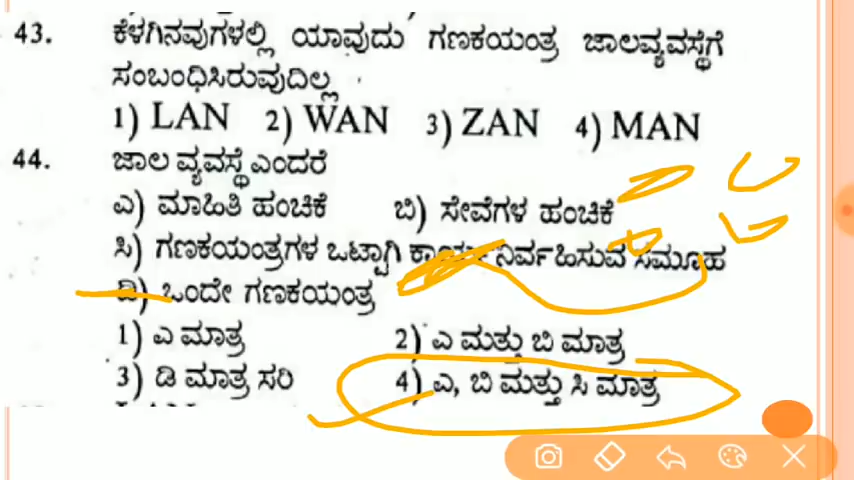 43. ಕೆಳಗಿನವುಗಳಲ್ಲಿ ಯಾವುದು ಗಣಕಯಂತ್ರ ಜಾಲವ್ಯವಸ್ಥೆಗೆ
ಸಂಬಂಧಿಸಿರುವುದಿಲ್ಲ
1) LAN 2) WAN 3) ZAN 4) MAN
44. ಜಾಲ ವ್ಯವಸ್ಥೆ ಎಂದರೆ
ಎ) ಮಾಹಿತಿ ಹಂಚಿಕೆ ಬಿ) ಸೇವೆಗಳ ಹಂಚಿಕೆ
ಸಿ) ಗಣಕಯಂತ್ರಗಳ ಒಟ್ಟಾಗಿ ಕಾರ್ಯ ನಿರ್ವಹಿಸುವ ಸಮೂಹ
ಡಿ) ಒಂದೇ ಗಣಕಯಂತ್ರ
1) ಎ ಮಾತ್ರ 2) ಎ ಮತ್ತು ಬಿ ಮಾತ್ರ
3) ಡಿ ಮಾತ್ರ ಸರಿ 4) ಎ, ಬಿ ಮತ್ತು ಸಿ ಮಾತ್ರ